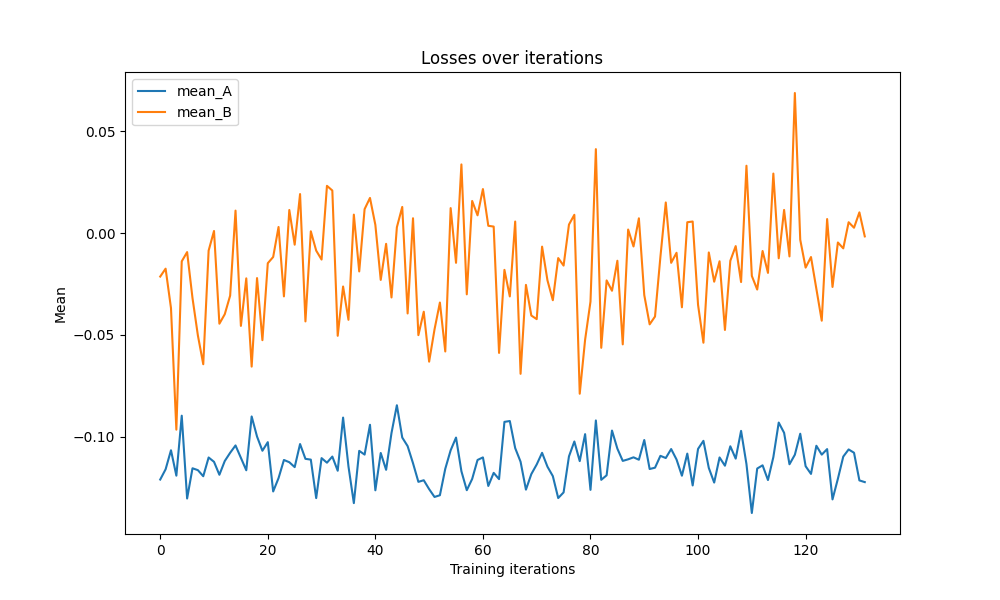 Losses over iterations
mean_A
mean_B
0.05
0.00
−0.05
−0.10
Mean
0 20 40 60 80 100 120
Training iterations